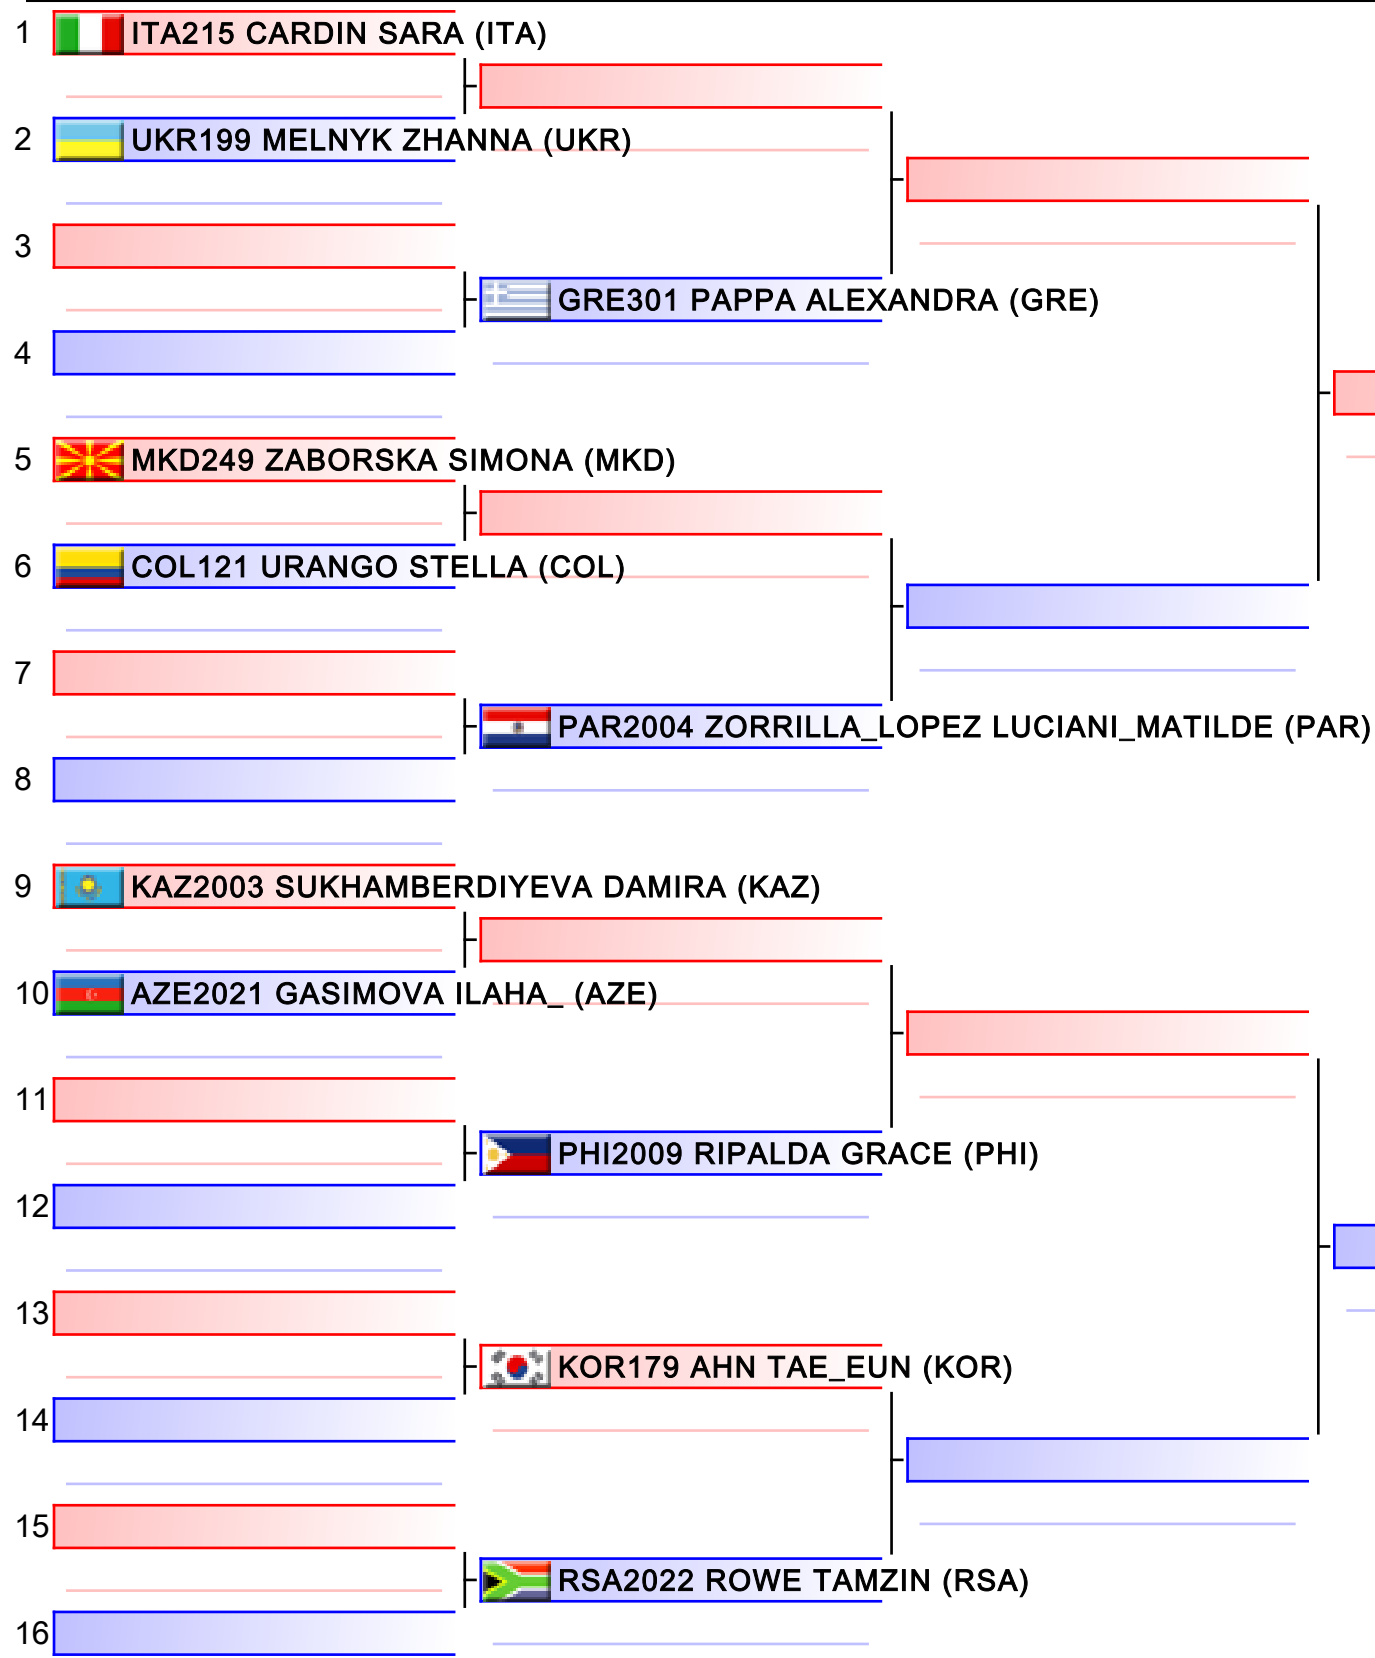 1 ITA215 CARDIN SARA (ITA)
2 UKR199 MELNYK ZHANNA (UKR)
3
GRE301 PAPPA ALEXANDRA (GRE)
4
5 MKD249 ZABORSKA SIMONA (MKD)
6 COL121 URANGO STELLA (COL)
7
PAR2004 ZORRILLA_LOPEZ LUCIANI_MATILDE (PAR)
8
9 KAZ2003 SUKHAMBERDIYEVA DAMIRA (KAZ)
10 AZE2021 GASIMOVA ILAHA_ (AZE)
11
PHI2009 RIPALDA GRACE (PHI)
12
13
KOR179 AHN TAE_EUN (KOR)
14
15
RSA2022 ROWE TAMZIN (RSA)
16